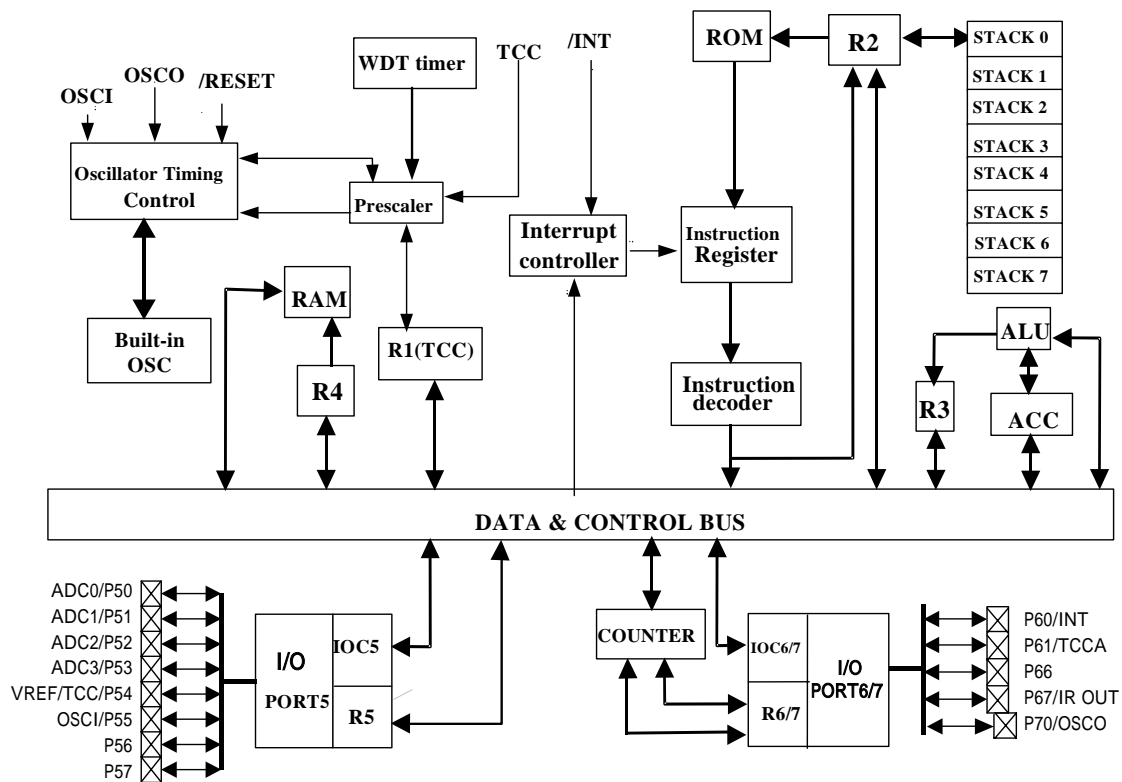 OSCI
OSCO
/RESET
WDT timer
TCC
/INT
ROM
R2
STACK 0
STACK 1
STACK 2
STACK 3
STACK 4
STACK 5
STACK 6
STACK 7
Oscillator Timing
Control
Prescaler
Interrupt
controller
Instruction
Register
Built-in
OSC
RAM
R4
R1(TCC)
Instruction
decoder
ALU
R3
ACC
DATA & CONTROL BUS
ADC0/P50
ADC1/P51
ADC2/P52
ADC3/P53
VREF/TCC/P54
OSCI/P55
P56
P57
I/O
PORT5
IOC5
R5
COUNTER
IOC6/7
R6/7
I/O
PORT6/7
P60/INT
P61/TCCA
P66
P67/IR OUT
P70/OSCO